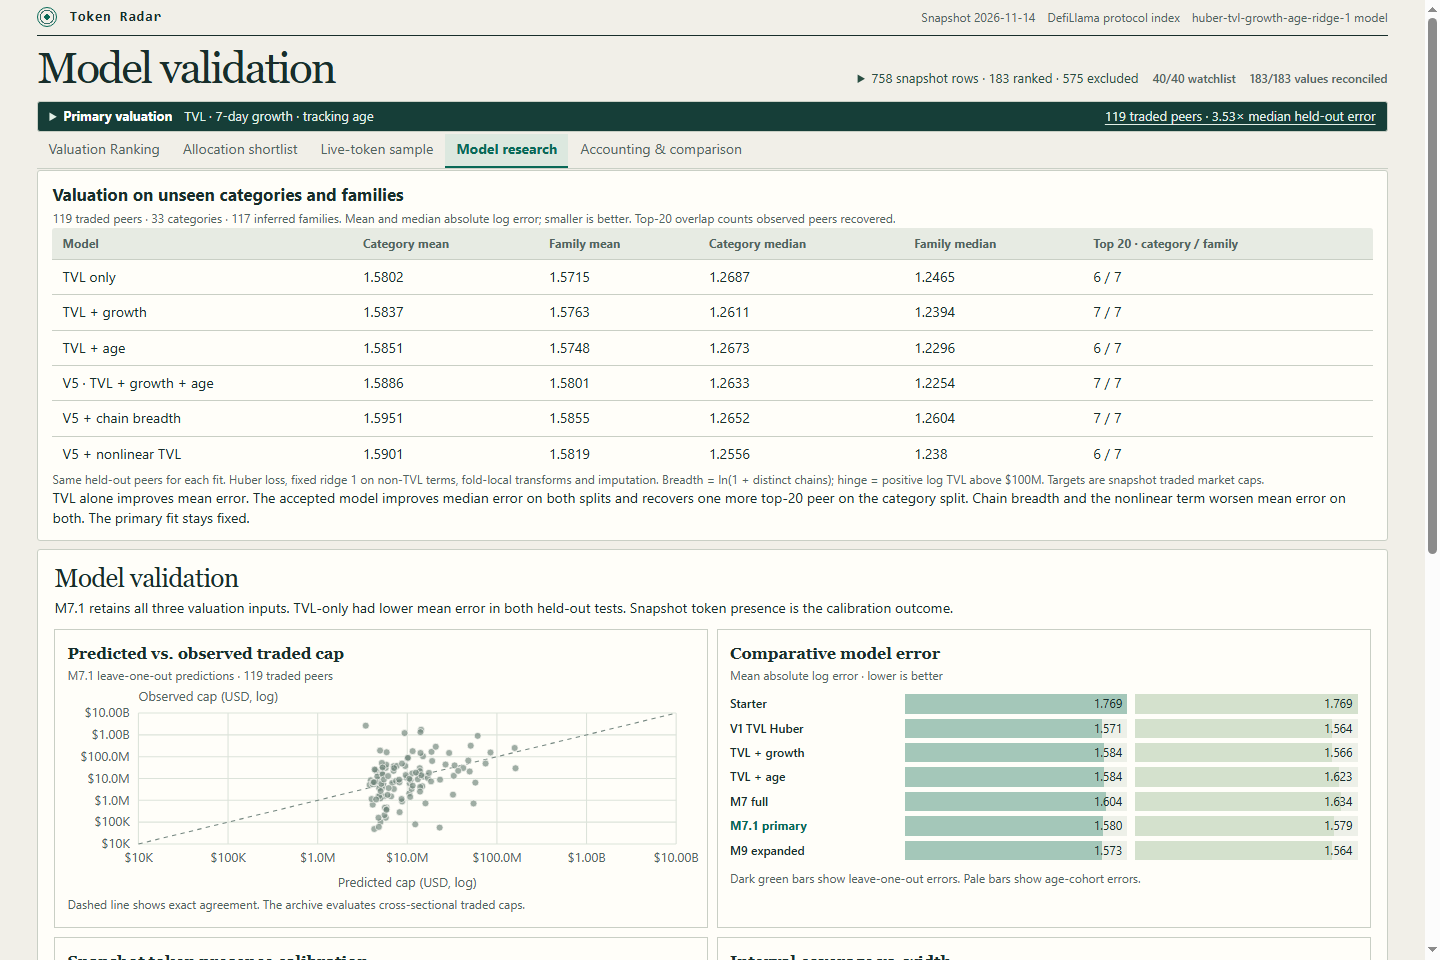 Token Radar
Snapshot 2026-11-14 DefiLlama protocol index huber-tvl-growth-age-ridge-1 model
Model validation
758 snapshot rows · 183 ranked · 575 excluded 40/40 watchlist 183/183 values reconciled
Primary valuation TVL · 7-day growth · tracking age 119 traded peers · 3.53× median held-out error
Valuation Ranking Allocation shortlist Live-token sample Model research Accounting & comparison
Valuation on unseen categories and families
119 traded peers · 33 categories · 117 inferred families. Mean and median absolute log error; smaller is better. Top-20 overlap counts observed peers recovered.
Model Category mean Family mean Category median Family median Top 20 · category / family
TVL only 1.5802 1.5715 1.2687 1.2465 6 / 7
TVL + growth 1.5837 1.5763 1.2611 1.2394 7 / 7
TVL + age 1.5851 1.5748 1.2673 1.2296 6 / 7
V5 · TVL + growth + age 1.5886 1.5801 1.2633 1.2254 7 / 7
V5 + chain breadth 1.5951 1.5855 1.2652 1.2604 7 / 7
V5 + nonlinear TVL 1.5901 1.5819 1.2556 1.238 6 / 7
Same held-out peers for each fit. Huber loss, fixed ridge 1 on non-TVL terms, fold-local transforms and imputation. Breadth = ln(1 + distinct chains); hinge = positive log TVL above $100M. Targets are snapshot traded market caps.
TVL alone improves mean error. The accepted model improves median error on both splits and recovers one more top-20 peer on the category split. Chain breadth and the nonlinear term worsen mean error on
both. The primary fit stays fixed.
Model validation
M7.1 retains all three valuation inputs. TVL-only had lower mean error in both held-out tests. Snapshot token presence is the calibration outcome.
Predicted vs. observed traded cap
M7.1 leave-one-out predictions · 119 traded peers
Observed cap (USD, log)
$10.00B
$1.00B
$100.0M
$10.0M
$1.0M
$100K
$10K
$10K $100K $1.0M $10.0M $100.0M $1.00B $10.00B
Predicted cap (USD, log)
Dashed line shows exact agreement. The archive evaluates cross-sectional traded caps.
Comparative model error
Mean absolute log error · lower is better
Starter 1.769 1.769
V1 TVL Huber 1.571 1.564
TVL + growth 1.584 1.566
TVL + age 1.584 1.623
M7 full 1.604 1.634
M7.1 primary 1.580 1.579
M9 expanded 1.573 1.564
Dark green bars show leave-one-out errors. Pale bars show age-cohort errors.
Snapshot token presence calibration
Interval coverage vs. width